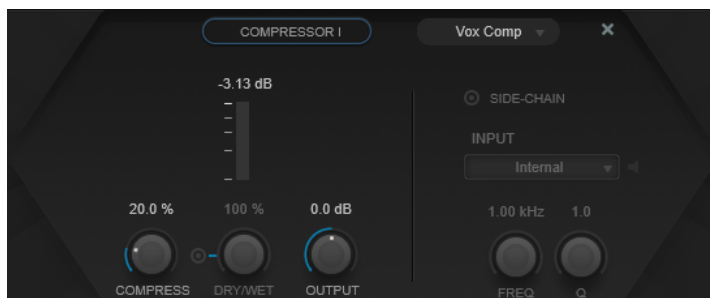 COMPRESSOR I
Vox Comp
-3.13 dB
SIDE-CHAIN
INPUT
Internal
20.0 %
100 %
0.0 dB
1.00 kHz
1.0
COMPRESS
DRY/WET
OUTPUT
FREQ
Q